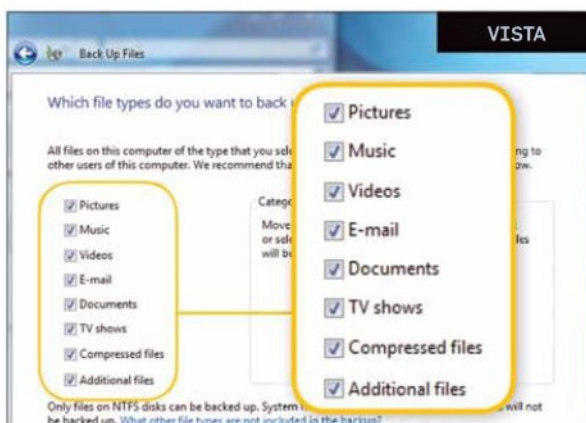 VISTA
Back Up Files
Which file types do you want to back
All files on this computer of the type that you sel ng to
other users of this computer. We recommend tha ow.
Pictures
Music
Videos
E-mail
Documents
TV shows
Compressed files
Additional files
Categ
Move
or sele les
will be
Pictures
Music
Videos
E-mail
Documents
TV shows
Compressed files
Additional files
Only files on NTFS disks can be backed up. System will not
be backed up. What other file types are not included in the backup?